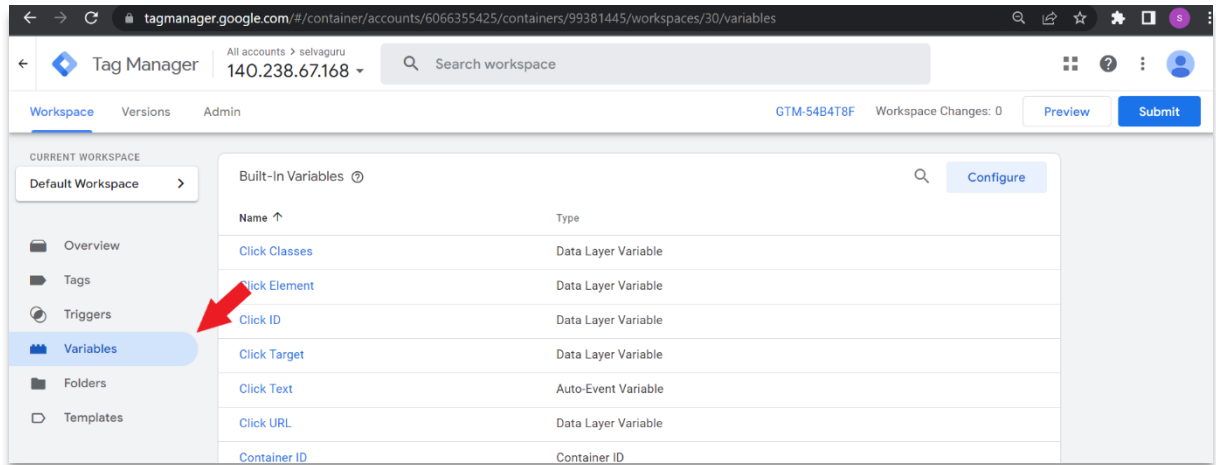 tagmanager.google.com/#/container/accounts/6066355425/containers/99381445/workspaces/30/variables
S
Tag Manager
All accounts > selvaguru
140.238.67.168
Search workspace
Workspace Versions Admin
GTM-54B4T8F Workspace Changes: 0 Preview Submit
CURRENT WORKSPACE
Default Workspace
Overview
Tags
Triggers
Variables
Folders
Templates
Built-In Variables
Configure
Name Type
Click Classes Data Layer Variable
Click Element Data Layer Variable
Click ID Data Layer Variable
Click Target Data Layer Variable
Click Text Auto-Event Variable
Click URL Data Layer Variable
Container ID Container ID